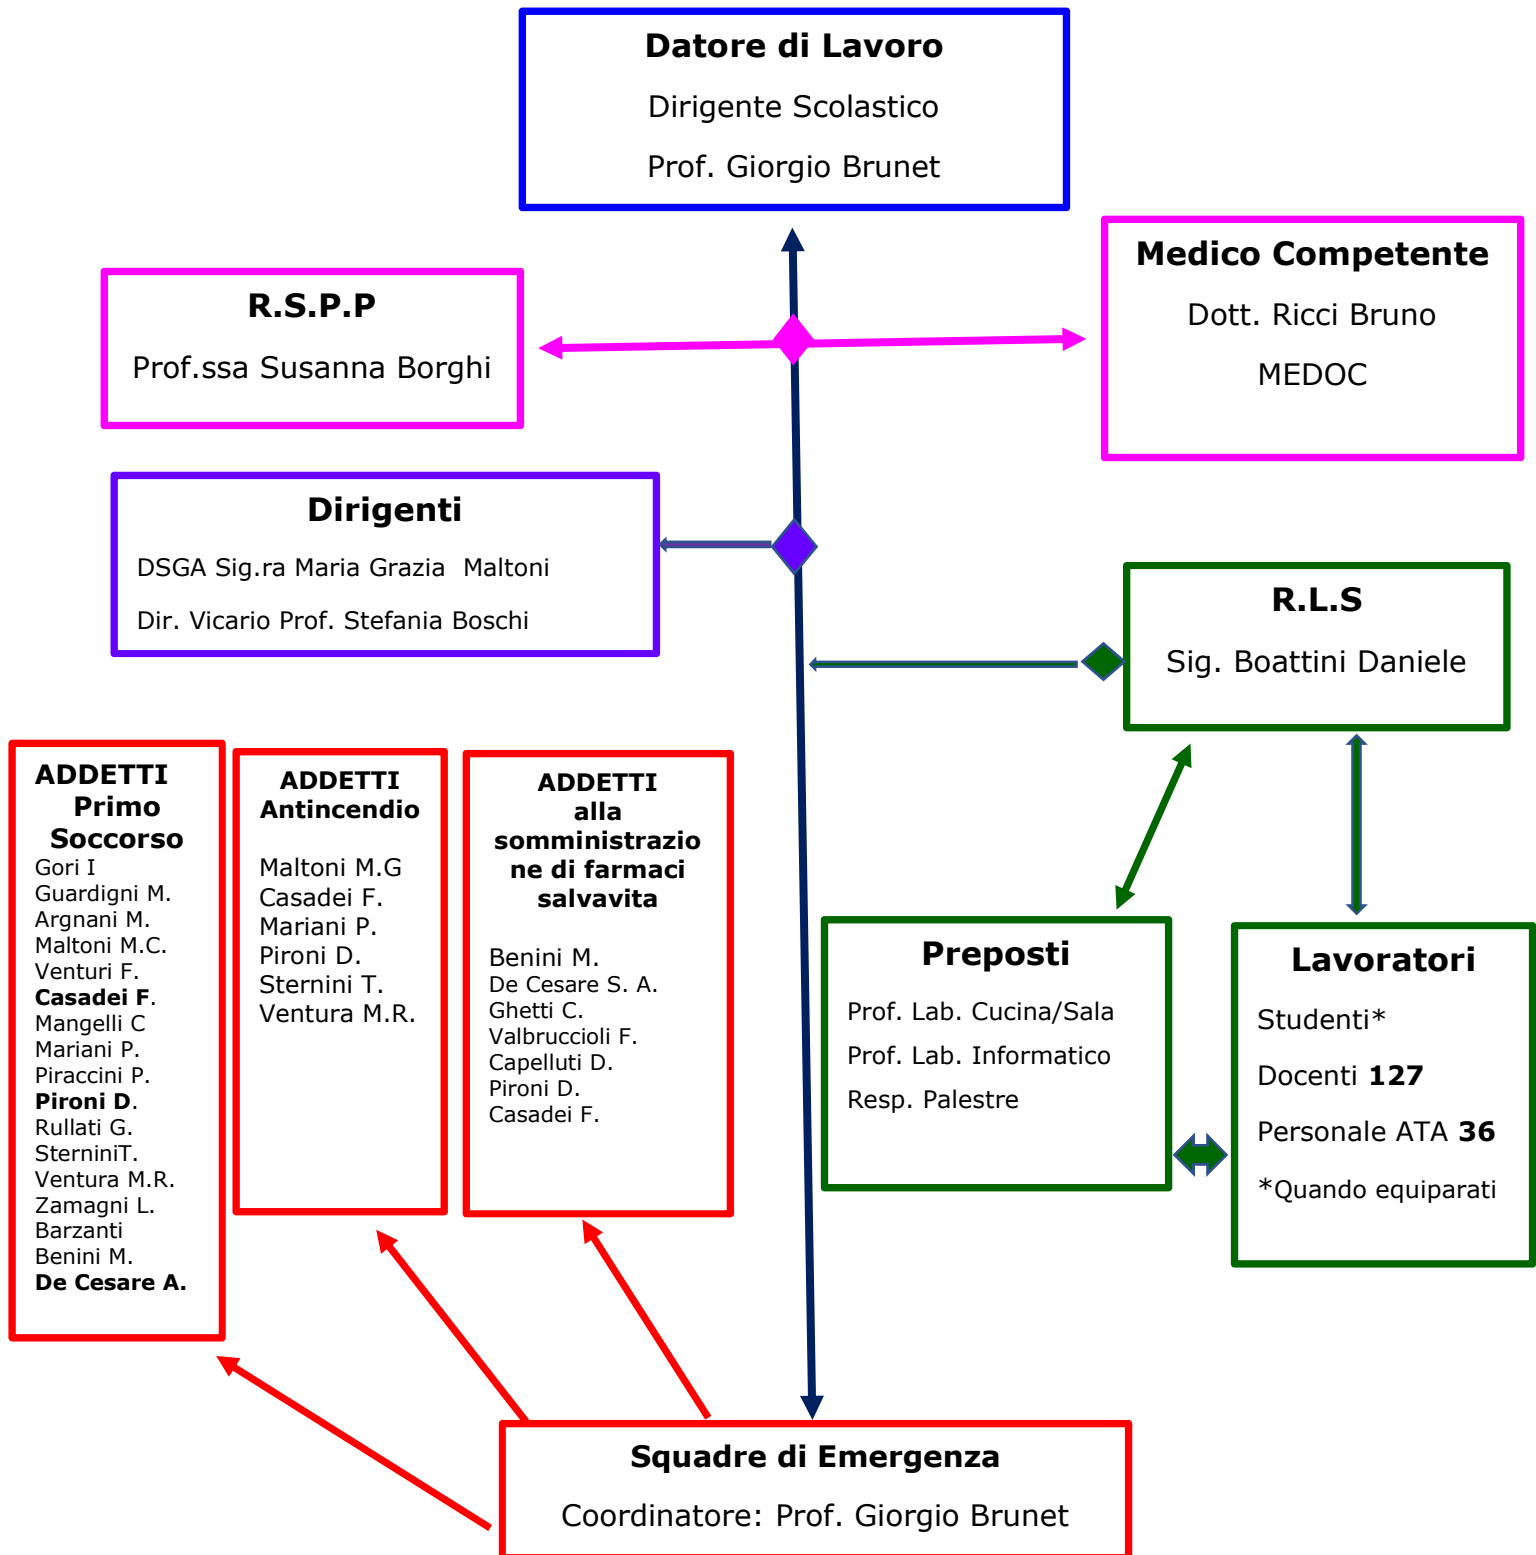 Datore di Lavoro
Dirigente Scolastico
Prof. Giorgio Brunet
Medico Competente
Dott. Ricci Bruno
MEDOC
R.S.P.P
Prof.ssa Susanna Borghi
Dirigenti
DSGA Sig.ra Maria Grazia  Maltoni
Dir. Vicario Prof. Stefania Boschi
R.L.S
Sig. Boattini Daniele
ADDETTI
Primo
Soccorso
Gori I
Guardigni M.
Argnani M.
Maltoni M.C.
Venturi F.
Casadei F.
Mangelli C
Mariani P.
Piraccini P.
Pironi D.
Rullati G.
SterniniT.
Ventura M.R.
Zamagni L.
Barzanti
Benini M.
De Cesare A.
ADDETTI
Antincendio
Maltoni M.G
Casadei F.
Mariani P.
Pironi D.
Sternini T.
Ventura M.R.
ADDETTI
alla
somministrazio
ne di farmaci
salvavita
Benini M.
De Cesare S. A.
Ghetti C.
Valbruccioli F.
Capelluti D.
Pironi D.
Casadei F.
Preposti
Prof. Lab. Cucina/Sala
Prof. Lab. Informatico
Resp. Palestre
Lavoratori
Studenti*
Docenti 127
Personale ATA 36
*Quando equiparati
Squadre di Emergenza
Coordinatore: Prof. Giorgio Brunet